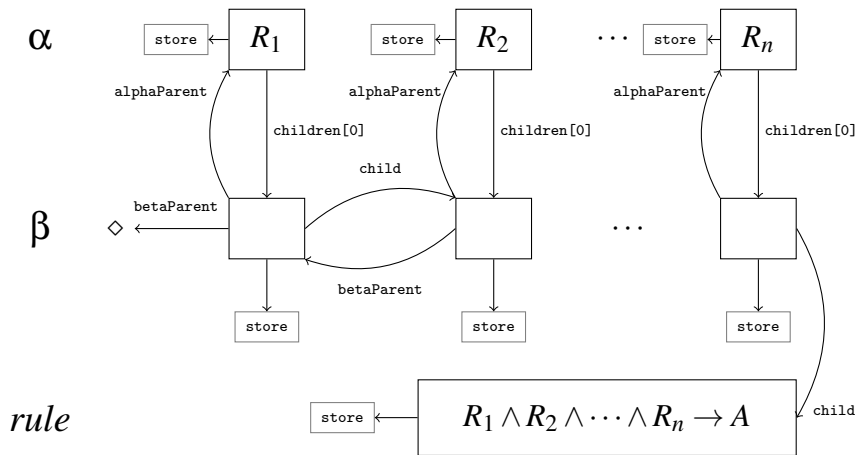 α store R₁ store R₂ ··· store Rₙ
alphaParent alphaParent alphaParent
children[0] children[0] children[0]
child
betaParent
β ◇ ···
betaParent
store store store
rule store R₁ ∧ R₂ ∧ ··· ∧ Rₙ → A child